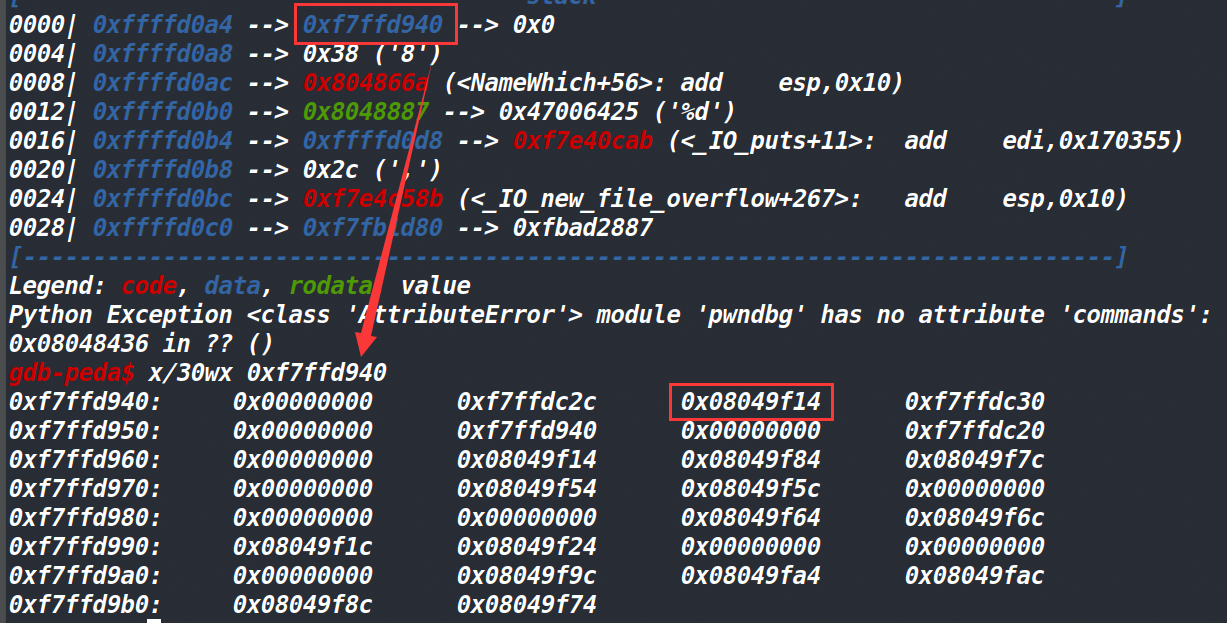 [ stack ]
0000| 0xffffd0a4 --> 0xf7ffd940 --> 0x0
0004| 0xffffd0a8 --> 0x38 ('8')
0008| 0xffffd0ac --> 0x804866a (<NameWhich+56>: add esp,0x10)
0012| 0xffffd0b0 --> 0x8048887 --> 0x47006425 ('%d')
0016| 0xffffd0b4 --> 0xffffd0d8 --> 0xf7e40cab (<_IO_puts+11>: add edi,0x170355)
0020| 0xffffd0b8 --> 0x2c (',')
0024| 0xffffd0bc --> (<_IO_new_file_overflow+267>: add esp,0x10)
0028| 0xffffd0c0 --> --> 0xfbad2887
[------------------------------------------------------------------------------]
Legend: code, data, rodata, value
Python Exception <class 'AttributeError'> module 'pwndbg' has no attribute 'commands':
0x08048436 in ?? ()
gdb-peda$ x/30wx 0xf7ffd940
0xf7ffd940: 0x00000000 0xf7ffdc2c 0x08049f14 0xf7ffdc30
0xf7ffd950: 0x00000000 0xf7ffd940 0x00000000 0xf7ffdc20
0xf7ffd960: 0x00000000 0x08049f14 0x08049f84 0x08049f7c
0xf7ffd970: 0x00000000 0x08049f54 0x08049f5c 0x00000000
0xf7ffd980: 0x00000000 0x00000000 0x08049f64 0x08049f6c
0xf7ffd990: 0x08049f1c 0x08049f24 0x00000000 0x00000000
0xf7ffd9a0: 0x00000000 0x08049f9c 0x08049fa4 0x08049fac
0xf7ffd9b0: 0x08049f8c 0x08049f74